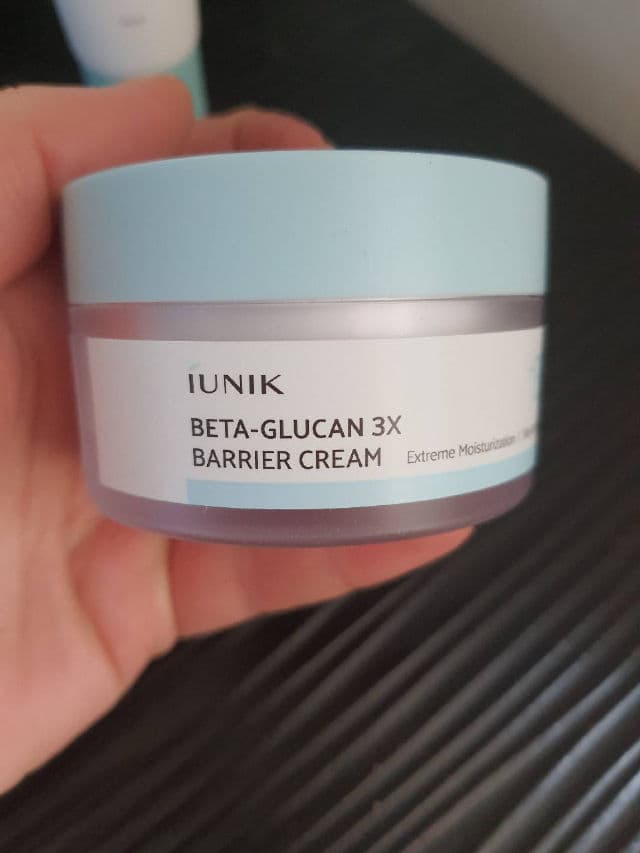 IUNIK
BETA-GLUCAN 3X
BARRIER CREAM
Extreme Moisturization